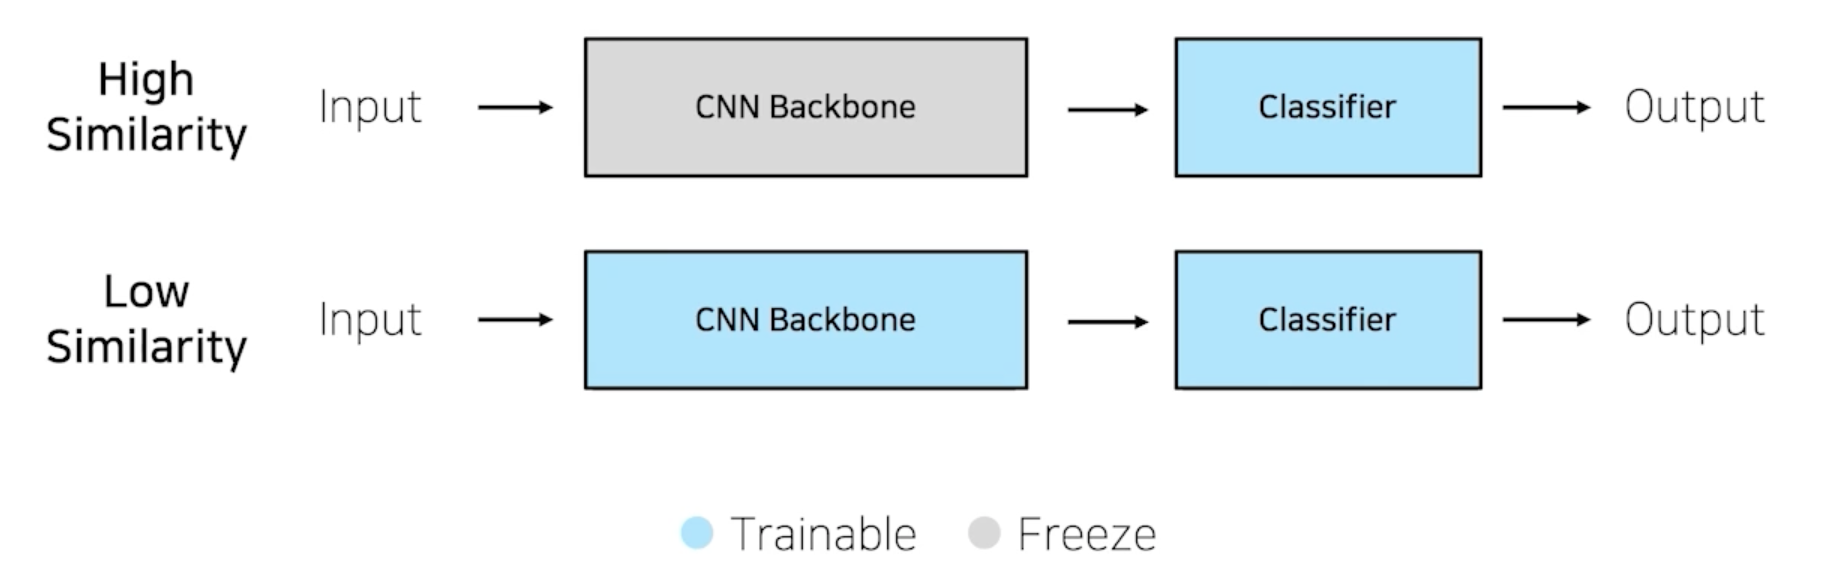 High
Similarity
Input
CNN Backbone
Classifier
Output
Low
Similarity
Input
CNN Backbone
Classifier
Output
Trainable
Freeze